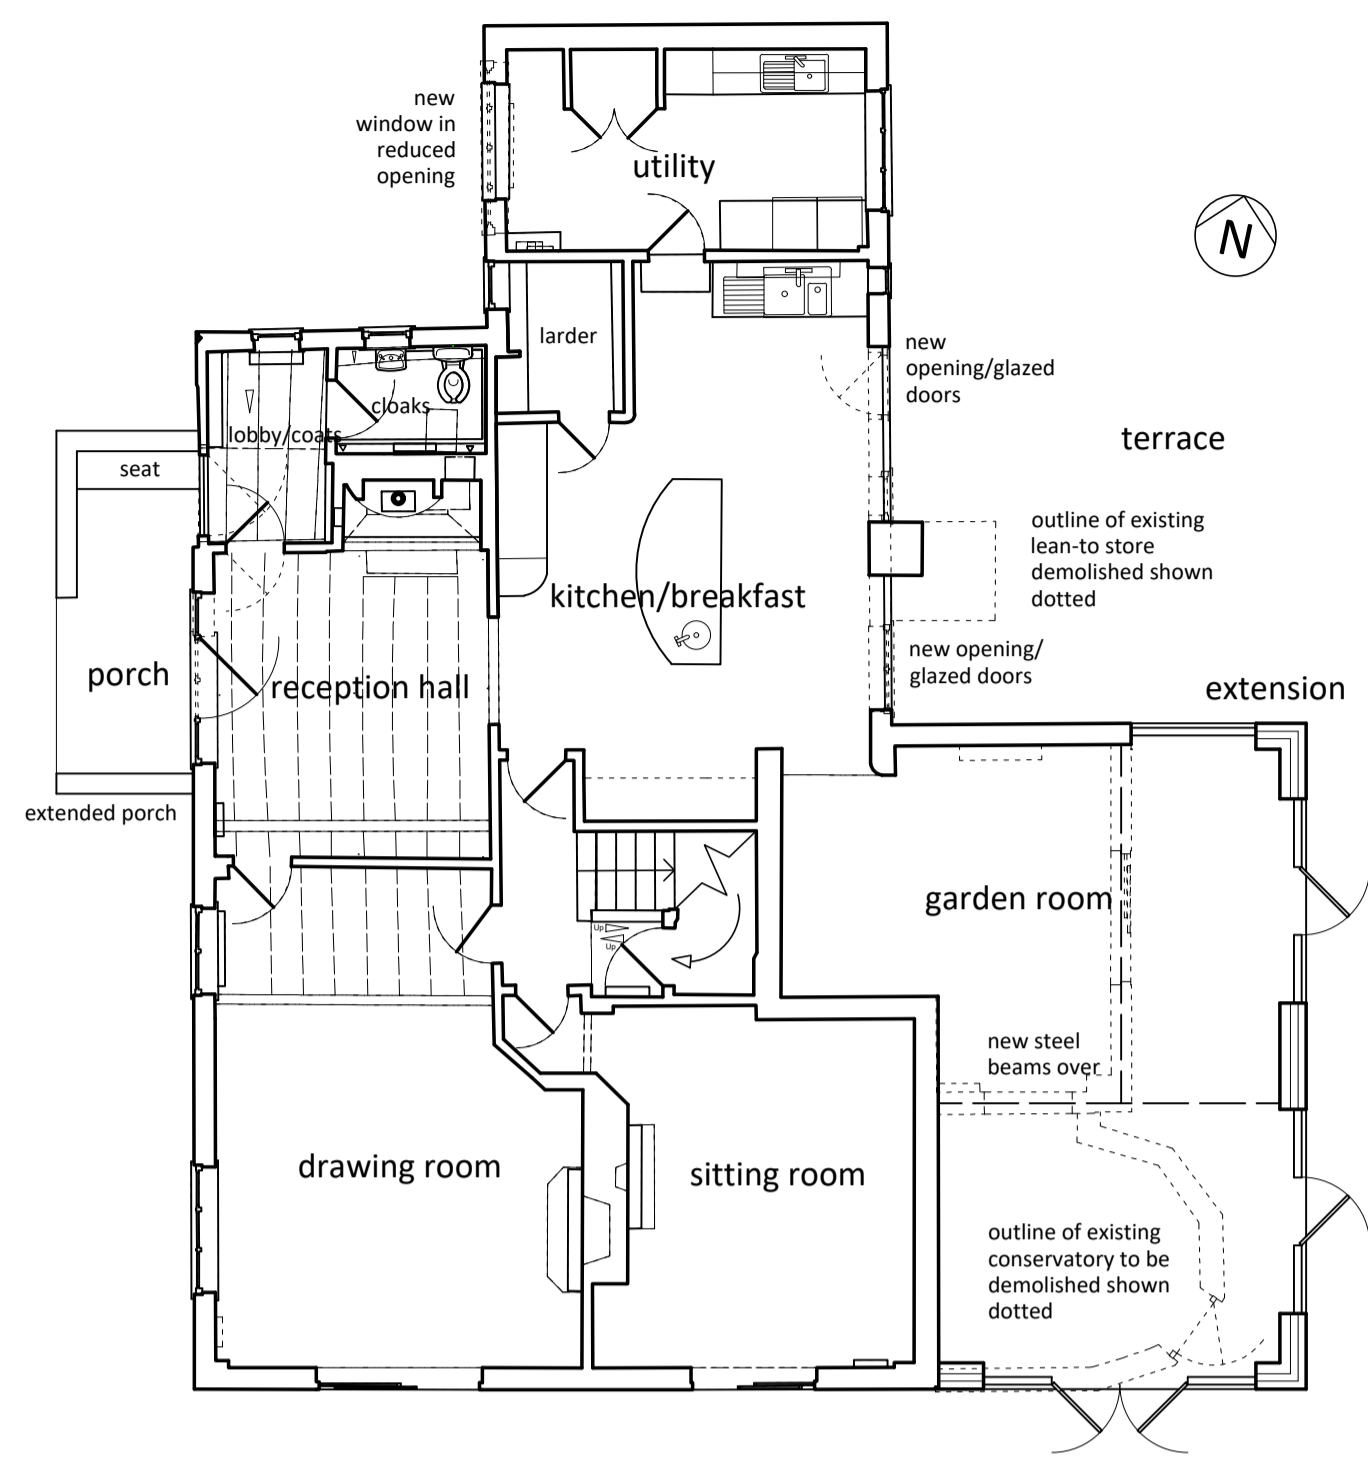 new
window in
reduced
opening
utility
N
larder
new
opening/glazed
doors
cloaks
lobby/coats
terrace
seat
outline of existing
lean-to store
demolished shown
dotted
kitchen/breakfast
new opening/
glazed doors
porch
reception hall
extension
extended porch
garden room
Up
Up
new steel
beams over
drawing room
sitting room
outline of existing
conservatory to be
demolished shown
dotted